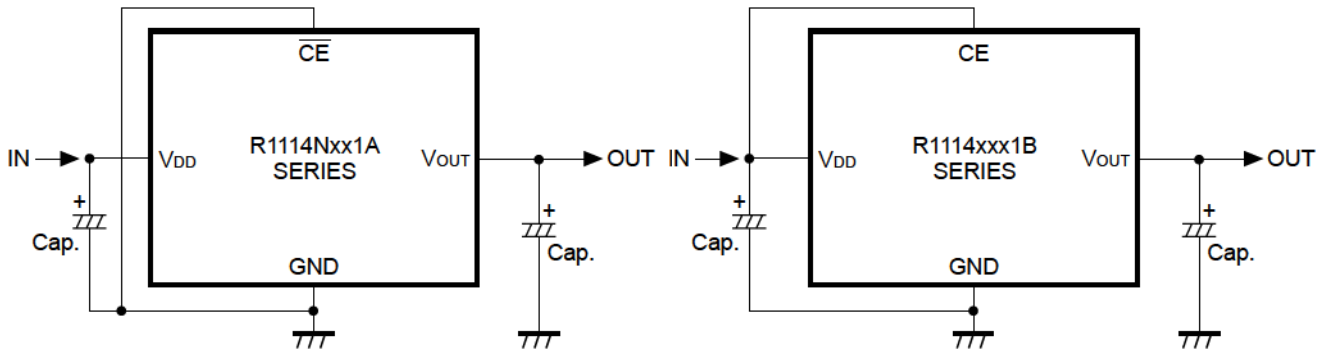 CE
IN
VDD
R1114Nxx1A
SERIES
VOUT
OUT
+
Cap.
+
Cap.
GND
CE
IN
VDD
R1114xxx1B
SERIES
VOUT
OUT
+
Cap.
+
Cap.
GND